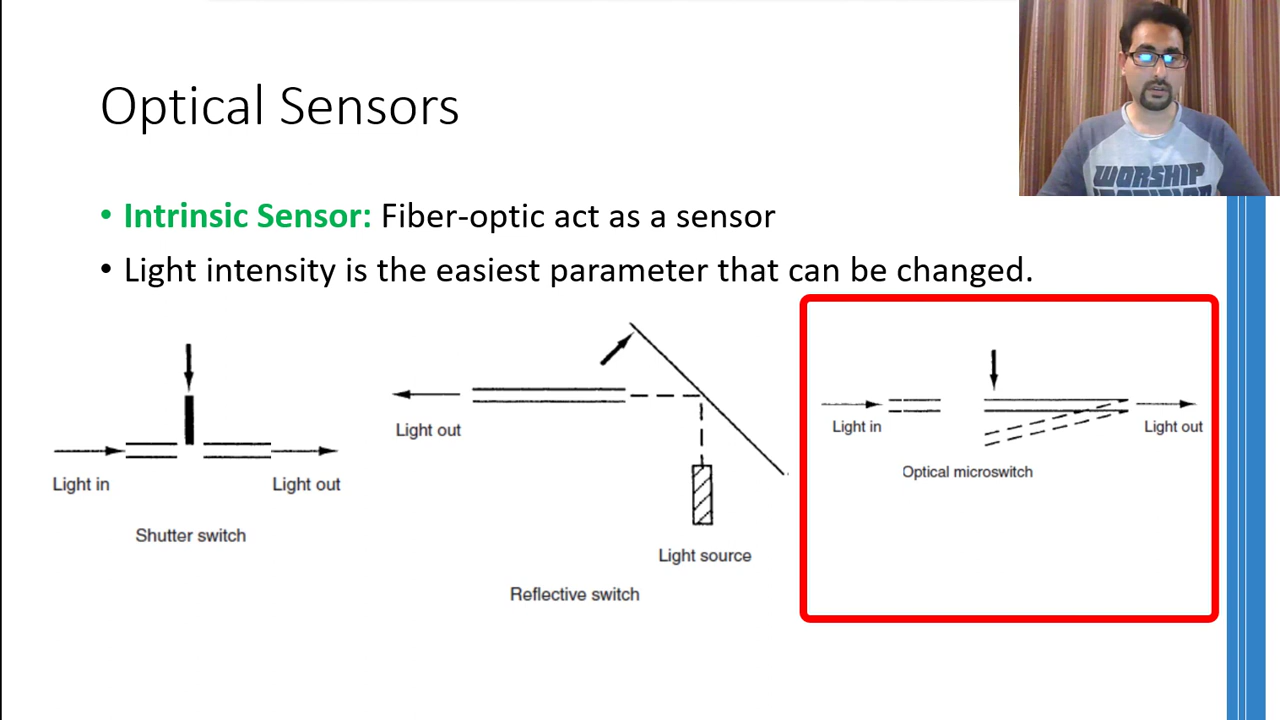 Optical Sensors
• Intrinsic Sensor: Fiber-optic act as a sensor
• Light intensity is the easiest parameter that can be changed.
Light in
Light out
Shutter switch
Light out
Light source
Reflective switch
Light in
Light out
Optical microswitch
WORSHIP